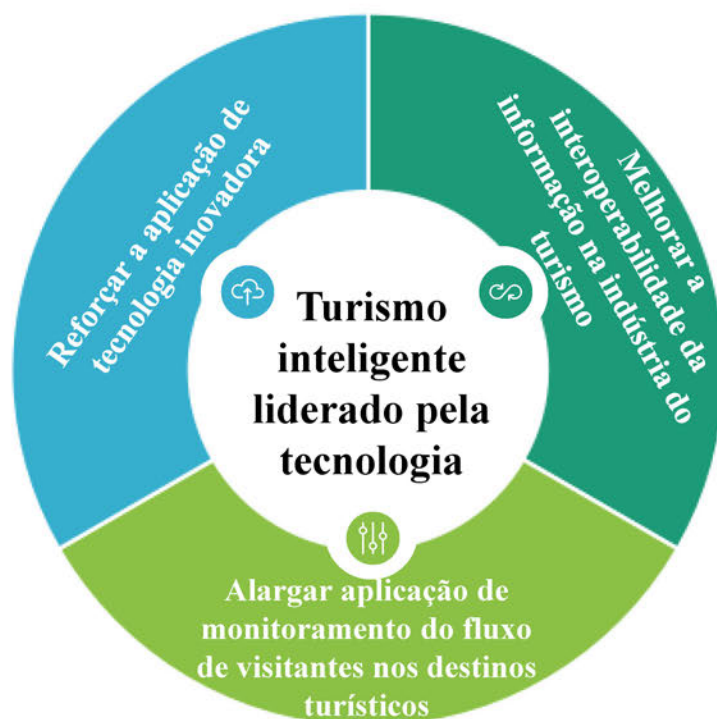 Reforçar a aplicação de
tecnologia inovadora
Melhorar a
interoperabilidade da
informação na indústria do
turismo
Turismo
inteligente
liderado pela
tecnologia
Alargar aplicação de
monitoramento do fluxo
de visitantes nos destinos
turísticos